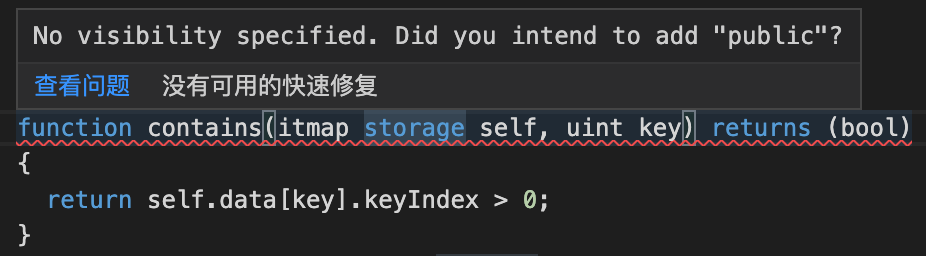 No visibility specified. Did you intend to add "public"?
查看问题 没有可用的快速修复
function contains(itmap storage self, uint key) returns (bool)
{
  return self.data[key].keyIndex > 0;
}